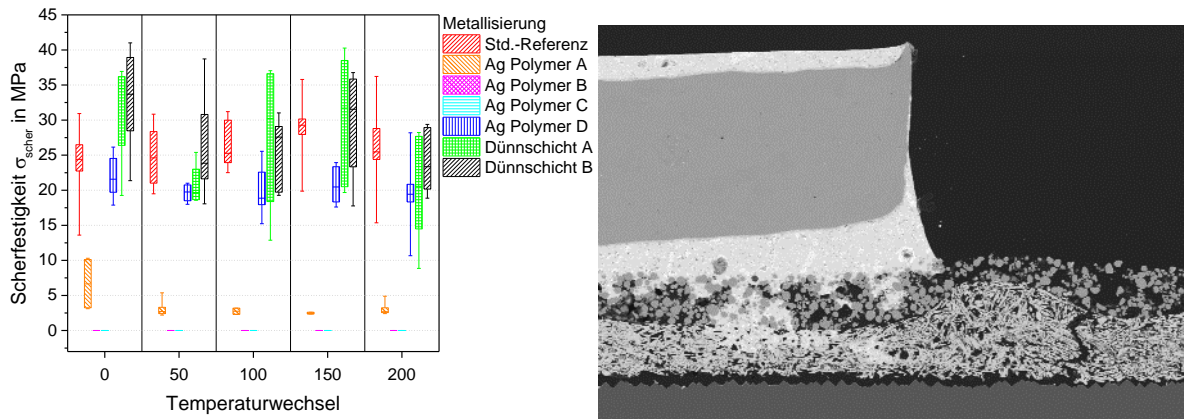 45
40
35
30
25
20
15
10
5
0
Scherfestigkeit σscher in MPa
0 50 100 150 200
Temperaturwechsel
Metallisierung
Std.-Referenz
Ag Polymer A
Ag Polymer B
Ag Polymer C
Ag Polymer D
Dünnschicht A
Dünnschicht B